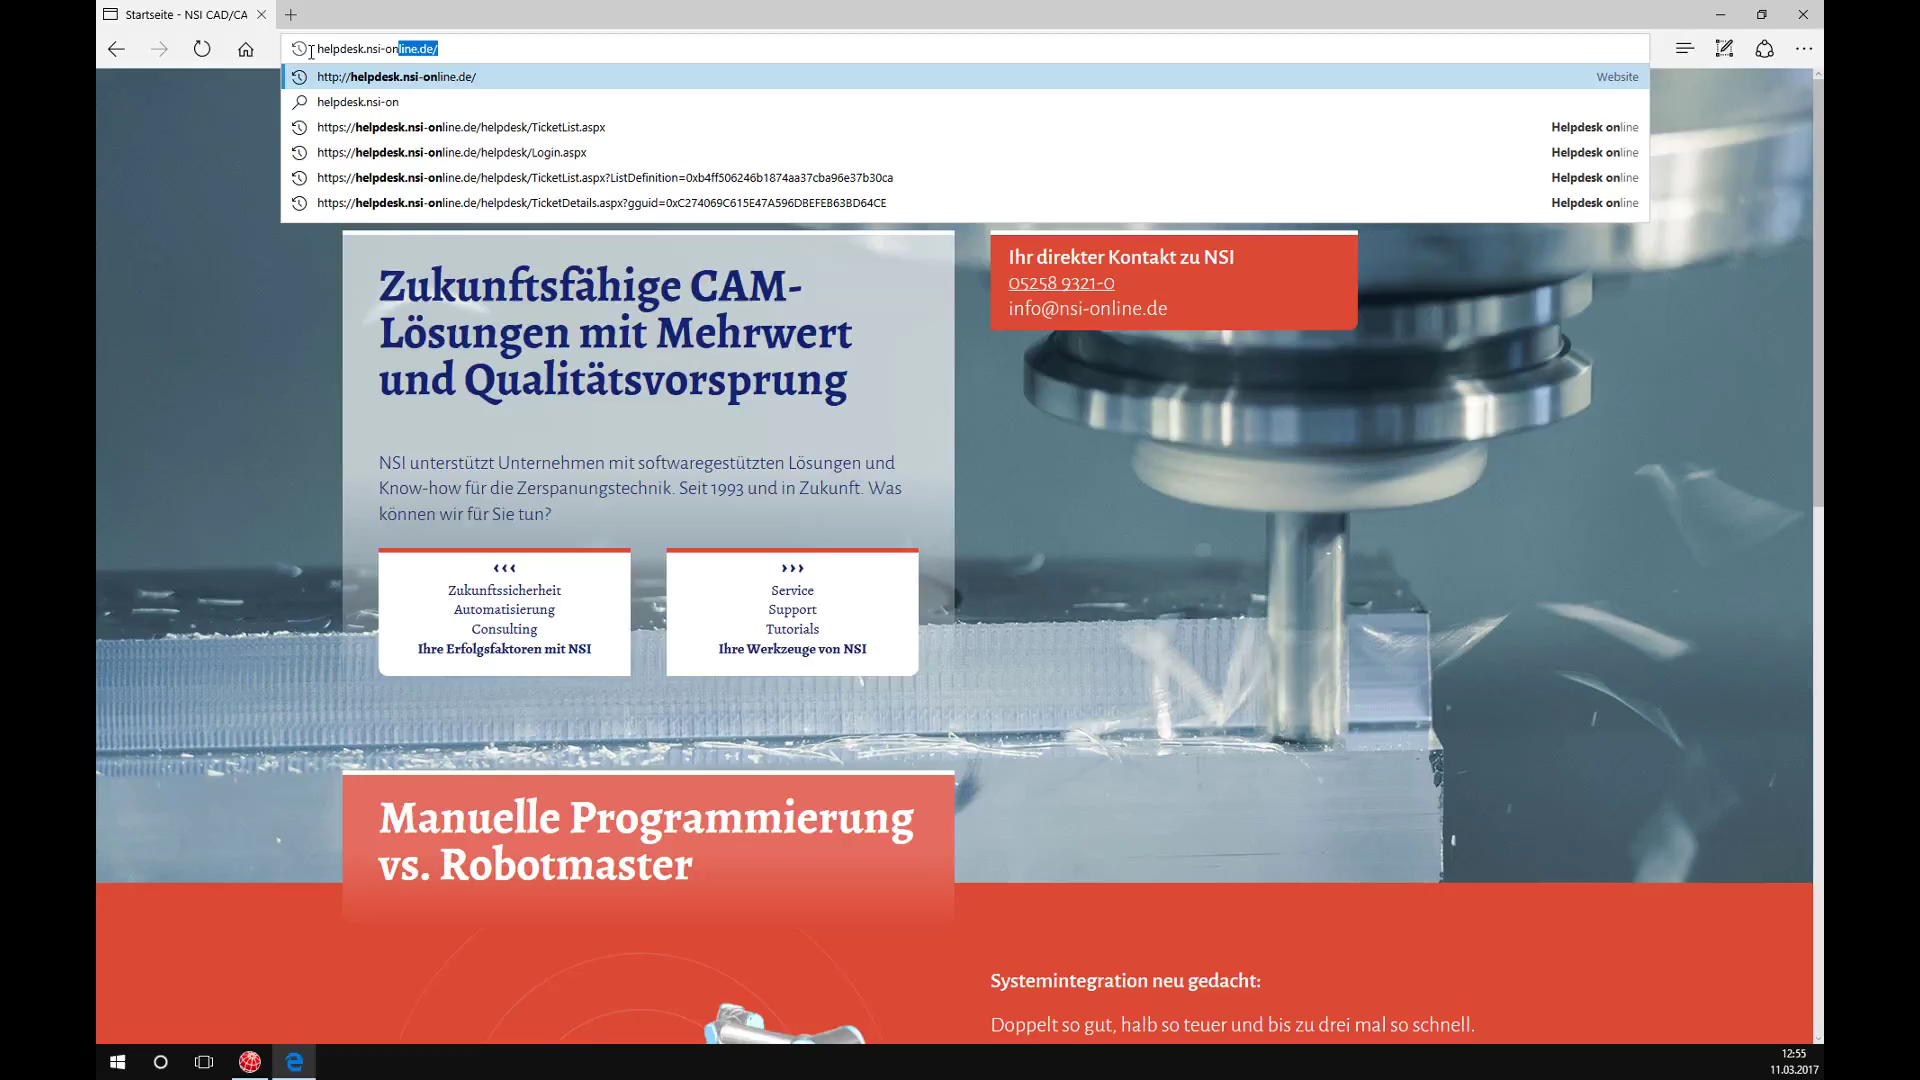 Startseite - NSI CAD/CA
helpdesk.nsi-online.de/
http://helpdesk.nsi-online.de/ Website
helpdesk.nsi-on
https://helpdesk.nsi-online.de/helpdesk/TicketList.aspx Helpdesk online
https://helpdesk.nsi-online.de/helpdesk/Login.aspx Helpdesk online
https://helpdesk.nsi-online.de/helpdesk/TicketList.aspx?ListDefinition=0xb4ff506246b1874aa37cba96e37b30ca Helpdesk online
https://helpdesk.nsi-online.de/helpdesk/TicketDetails.aspx?gguid=0xC274069C615E47A596DBEFEB63BD64CE Helpdesk online
Zukunftsfähige CAM-
Lösungen mit Mehrwert
und Qualitätsvorsprung
NSI unterstützt Unternehmen mit softwaregestützten Lösungen und
Know-how für die Zerspanungstechnik. Seit 1993 und in Zukunft. Was
können wir für Sie tun?
‹‹‹
Zukunftssicherheit
Automatisierung
Consulting
Ihre Erfolgsfaktoren mit NSI
›››
Service
Support
Tutorials
Ihre Werkzeuge von NSI
Ihr direkter Kontakt zu NSI
05258 9321-0
info@nsi-online.de
Manuelle Programmierung
vs. Robotmaster
Systemintegration neu gedacht:
Doppelt so gut, halb so teuer und bis zu drei mal so schnell.
12:55
11.03.2017